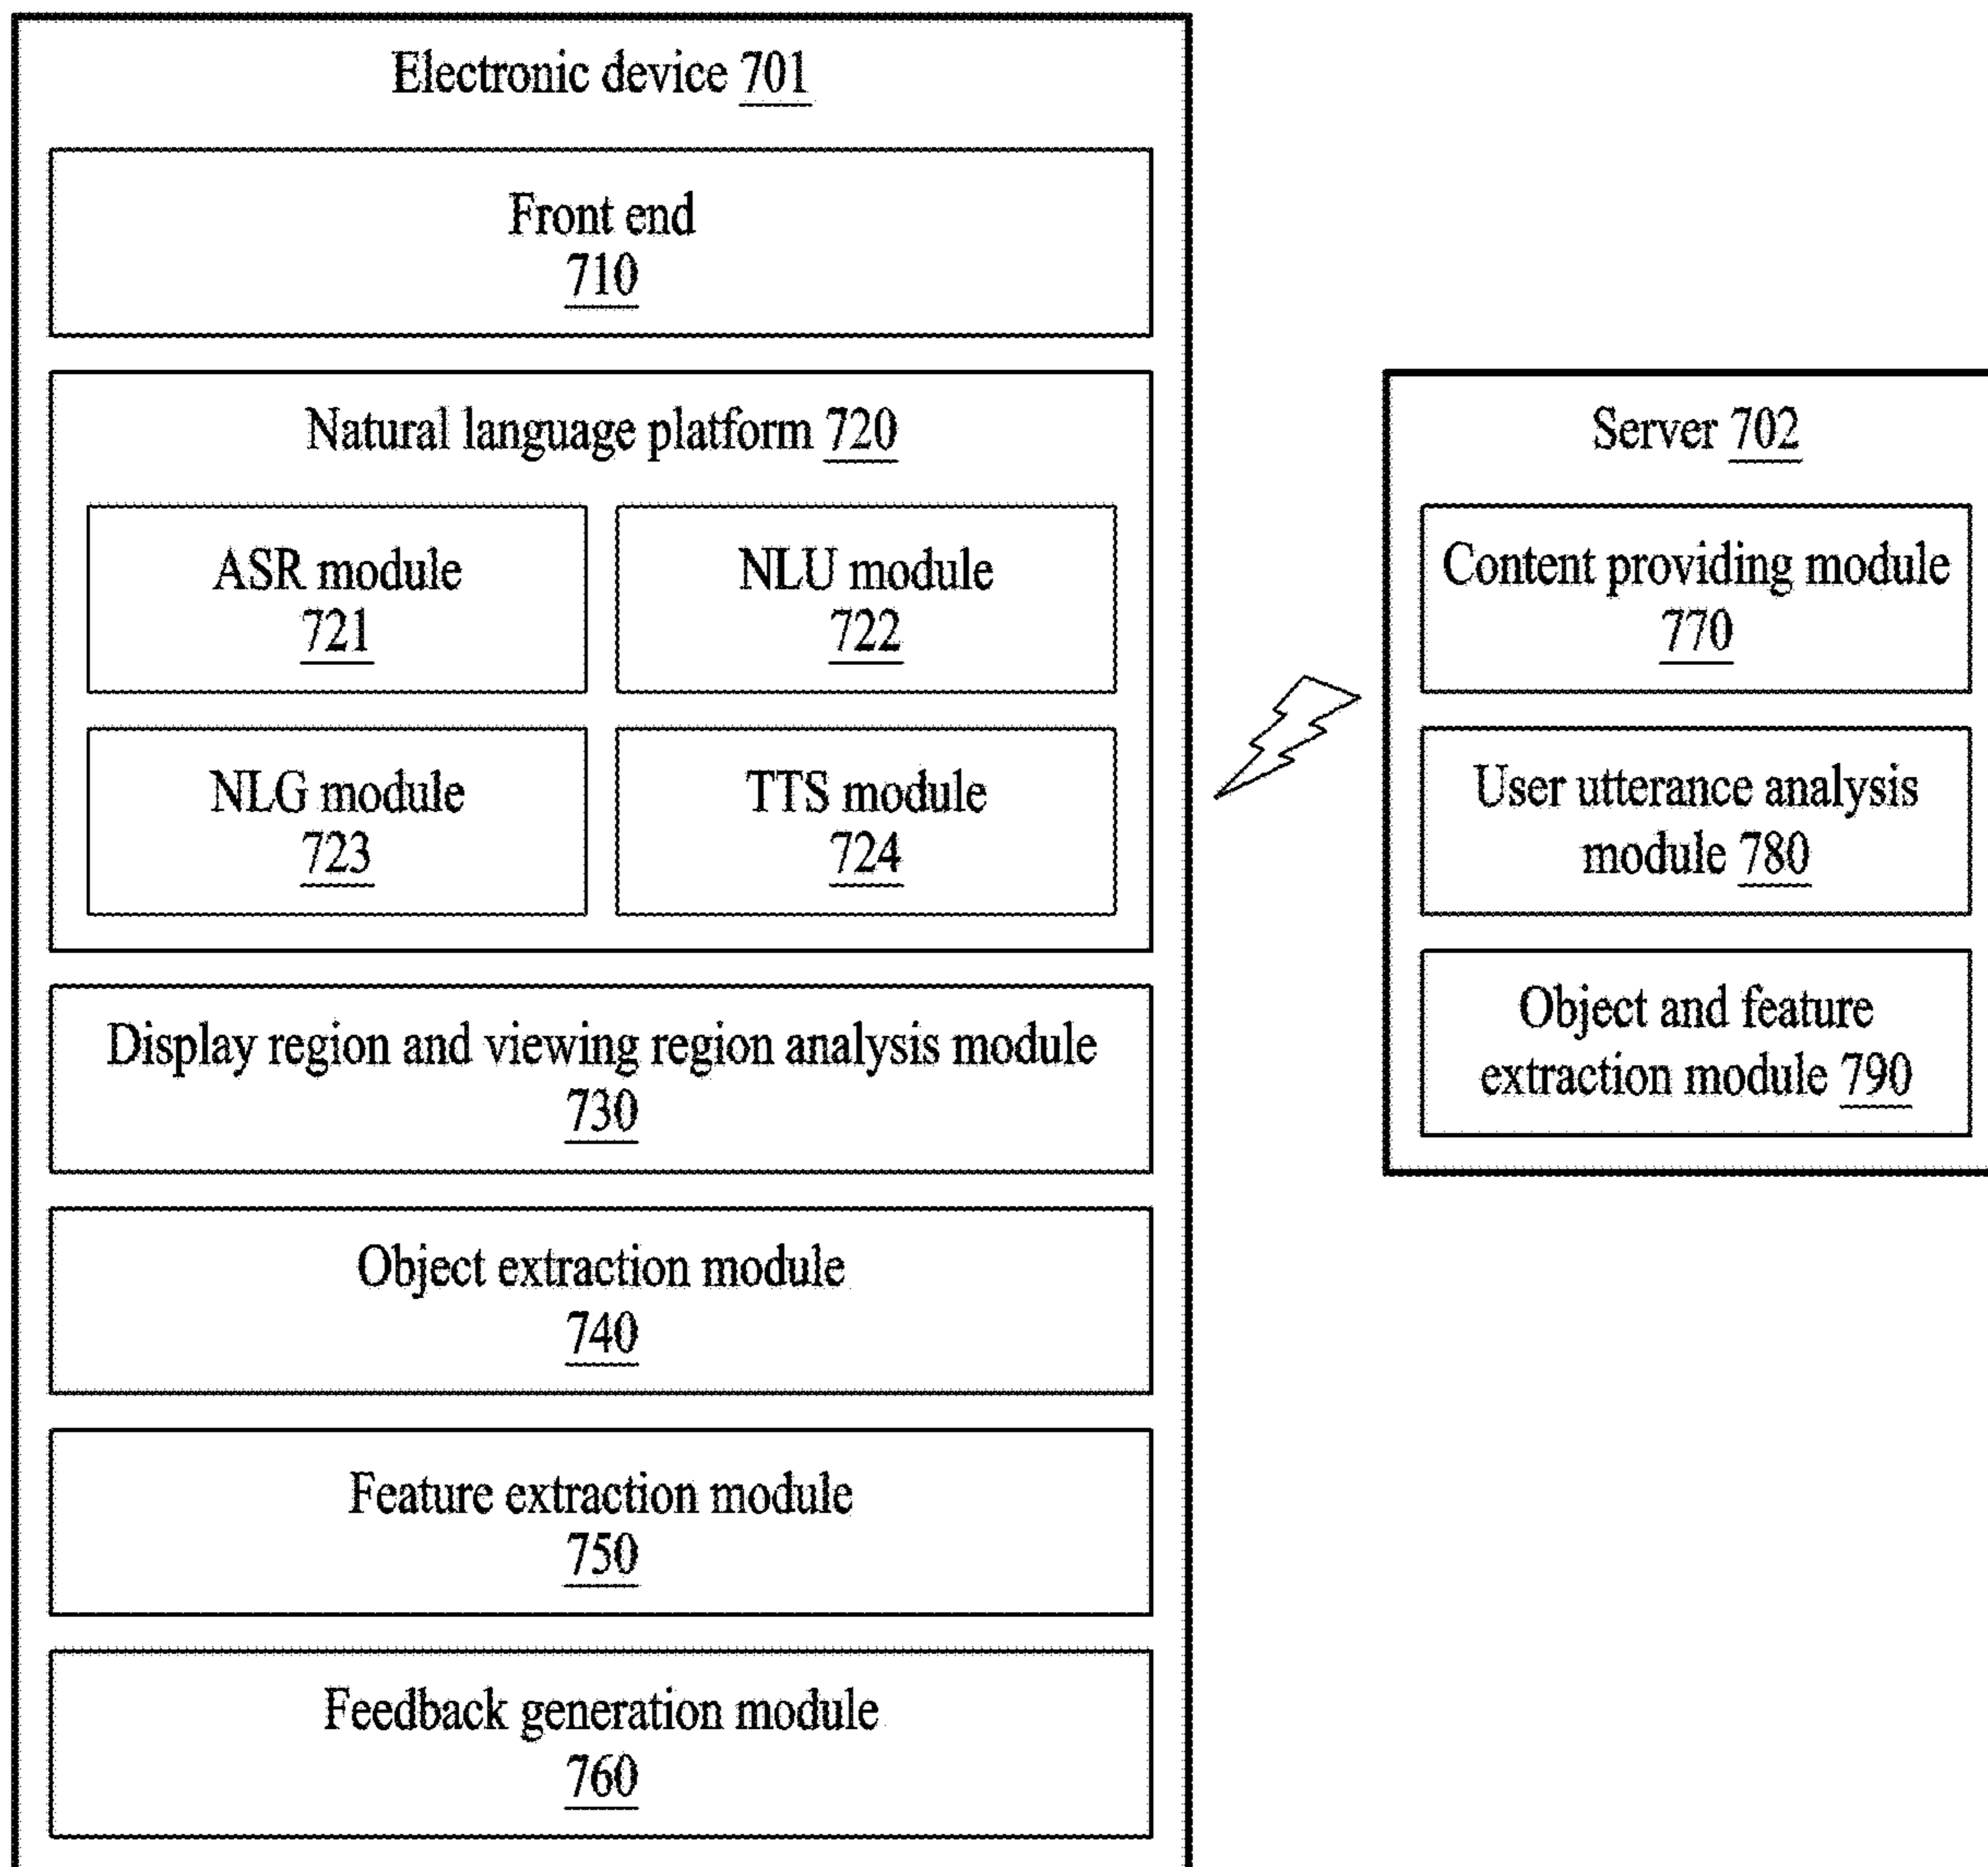 Electronic device 701
Front end
710
Natural language platform 720
ASR module
721
NLU module
722
NLG module
723
TTS module
724
Display region and viewing region analysis module
730
Object extraction module
740
Feature extraction module
750
Feedback generation module
760
Server 702
Content providing module
770
User utterance analysis
module 780
Object and feature
extraction module 790